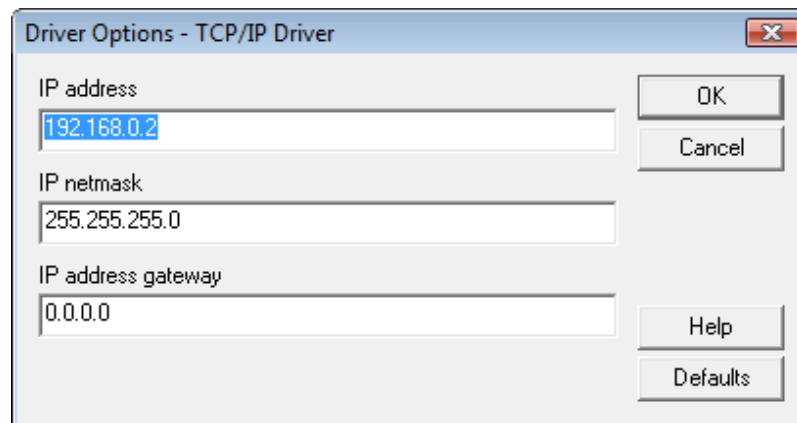 Driver Options - TCP/IP Driver
IP address
192.168.0.2
IP netmask
255.255.255.0
IP address gateway
0.0.0.0
OK
Cancel
Help
Defaults